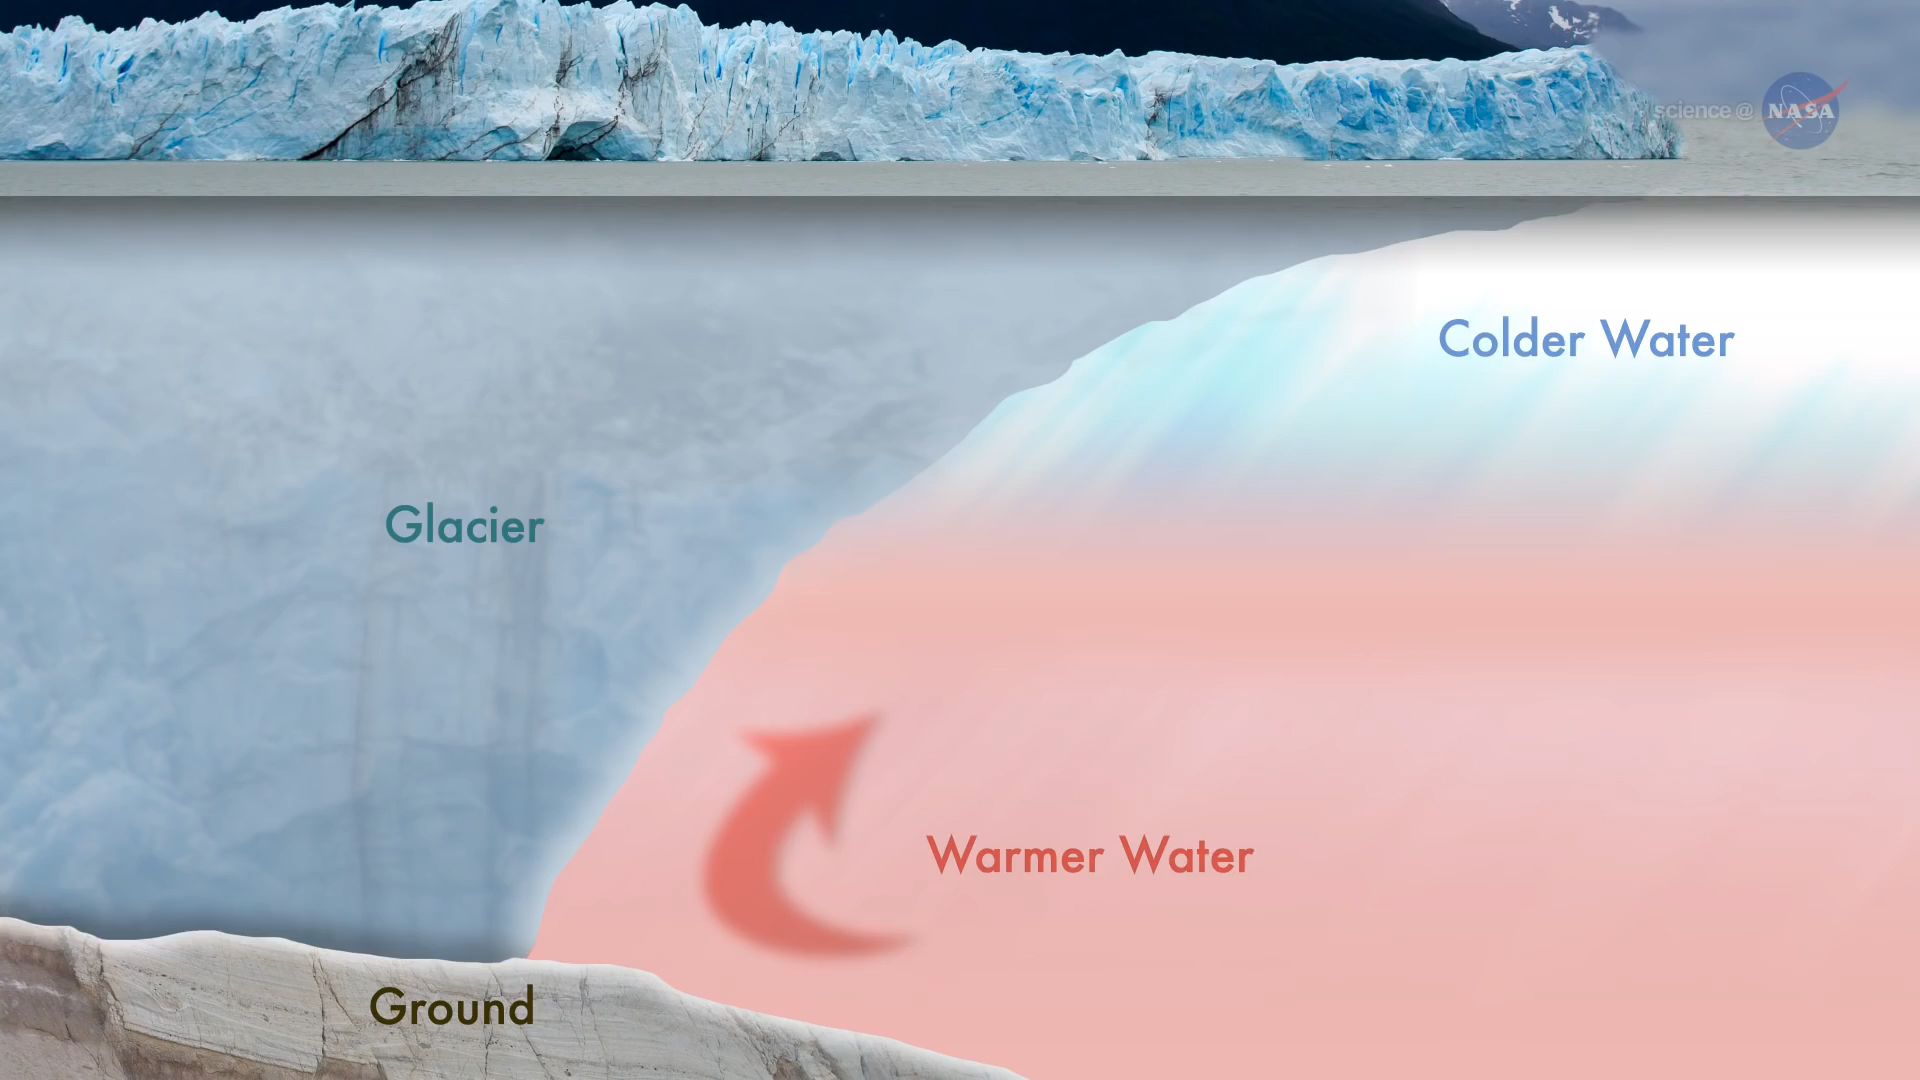 science @ NASA
Colder Water
Glacier
Warmer Water
Ground